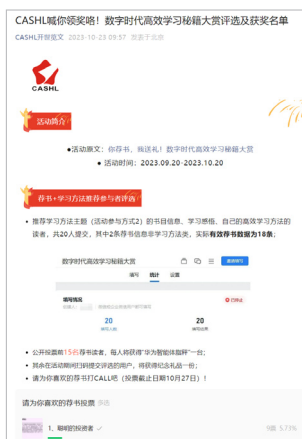 CASHL喊你领奖咯！数字时代高效学习秘籍大赏评选及获奖名单
CASHL开世览文 2023-10-23 09:57 发表于北京
CASHL
活动简介
●活动原文：你荐书，我送礼！数字时代高效学习秘籍大赏
• 活动时间：2023.09.20-2023.10.20
荐书+学习方法推荐参与者评选
• 推荐学习方法主题（活动参与方式2）的书目信息、学习感悟、自己的高效学习方法的
读者，共20人提交，其中2条荐书信息非学习方法类，实际有效荐书数据为18条；
数字时代高效学习秘籍大赏
填写 统计 设置
填写情况
已停止
20 20
• 公开投票前15名荐书读者，每人将获得“华为智能体脂秤”一台；
• 其余在活动期间扫码提交评选的用户，将获得纪念礼品一份；
• 请为你喜欢的荐书打CALL吧（投票截止日期10月27日）！
请为你喜欢的荐书投票 多选
1、聪明的投资者
9票 5.73%